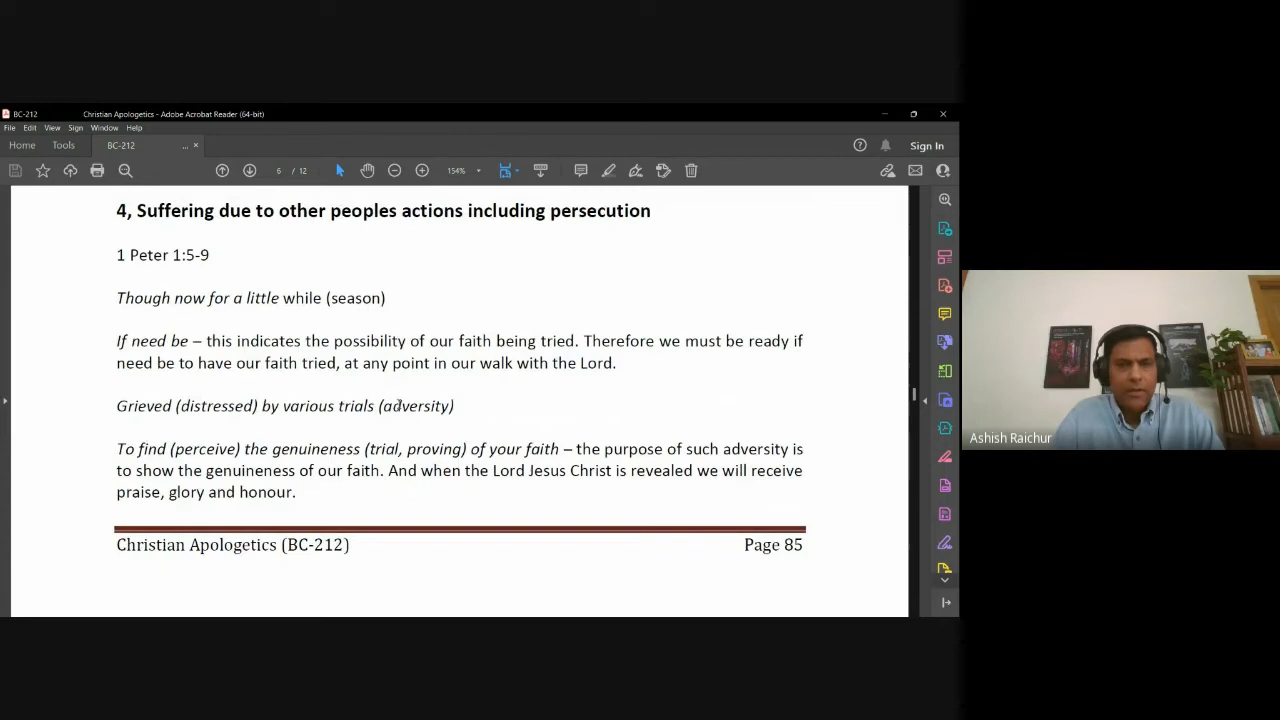 BC-212 Christian Apologetics - Adobe Acrobat Reader (64-bit)
File Edit View Sign Window Help
Home Tools BC-212 ... × Sign In
6 / 12 154%
4, Suffering due to other peoples actions including persecution
1 Peter 1:5-9
Though now for a little while (season)
If need be – this indicates the possibility of our faith being tried. Therefore we must be ready if
need be to have our faith tried, at any point in our walk with the Lord.
Grieved (distressed) by various trials (adversity)
To find (perceive) the genuineness (trial, proving) of your faith – the purpose of such adversity is
to show the genuineness of our faith. And when the Lord Jesus Christ is revealed we will receive
praise, glory and honour.
Christian Apologetics (BC-212) Page 85
Ashish Raichur